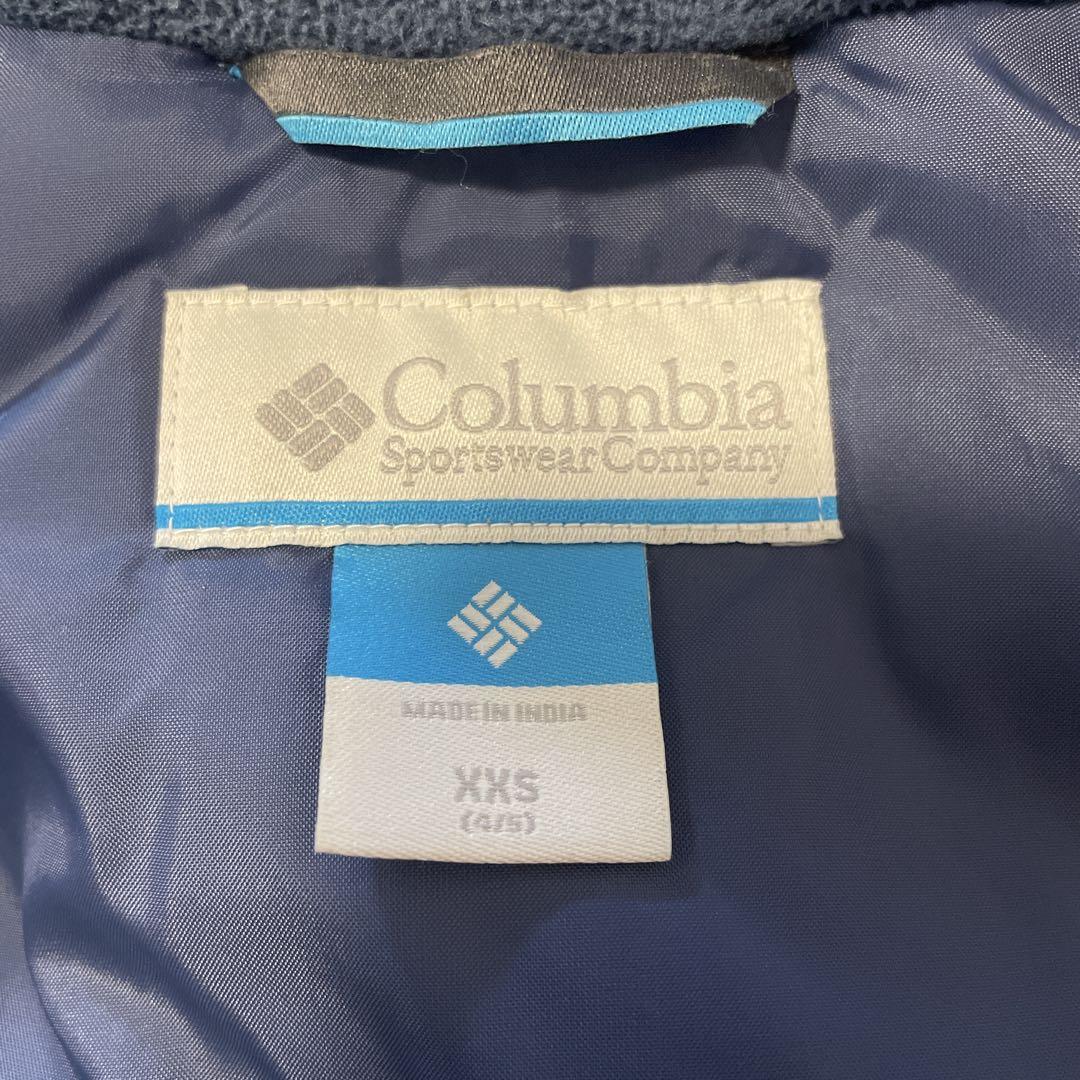 Columbia
Sportswear Company
MADE IN INDIA
XXS
(4/5)